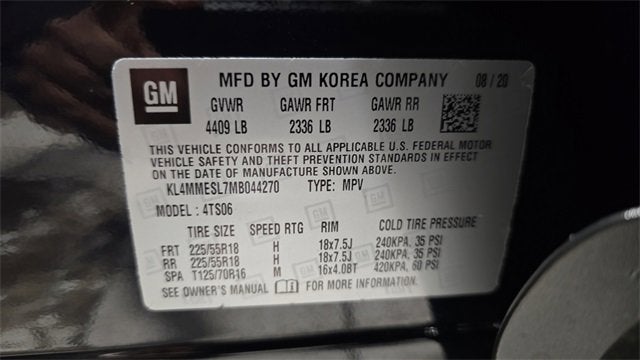 GM MFD BY GM KOREA COMPANY 08 / 20
GVWR GAWR FRT GAWR RR
4409 LB 2336 LB 2336 LB
THIS VEHICLE CONFORMS TO ALL APPLICABLE U.S. FEDERAL MOTOR
VEHICLE SAFETY AND THEFT PREVENTION STANDARDS IN EFFECT
ON THE DATE OF MANUFACTURE SHOWN ABOVE.
KL4MMESL7MB044270 TYPE: MPV
MODEL : 4TS06
TIRE SIZE SPEED RTG RIM COLD TIRE PRESSURE
FRT 225/55R18 H 18x7.5J 240KPA, 35 PSI
RR 225/55R18 H 18x7.5J 240KPA, 35 PSI
SPA T125/70R16 M 16x4.0BT 420KPA, 60 PSI
SEE OWNER'S MANUAL FOR MORE INFORMATION.